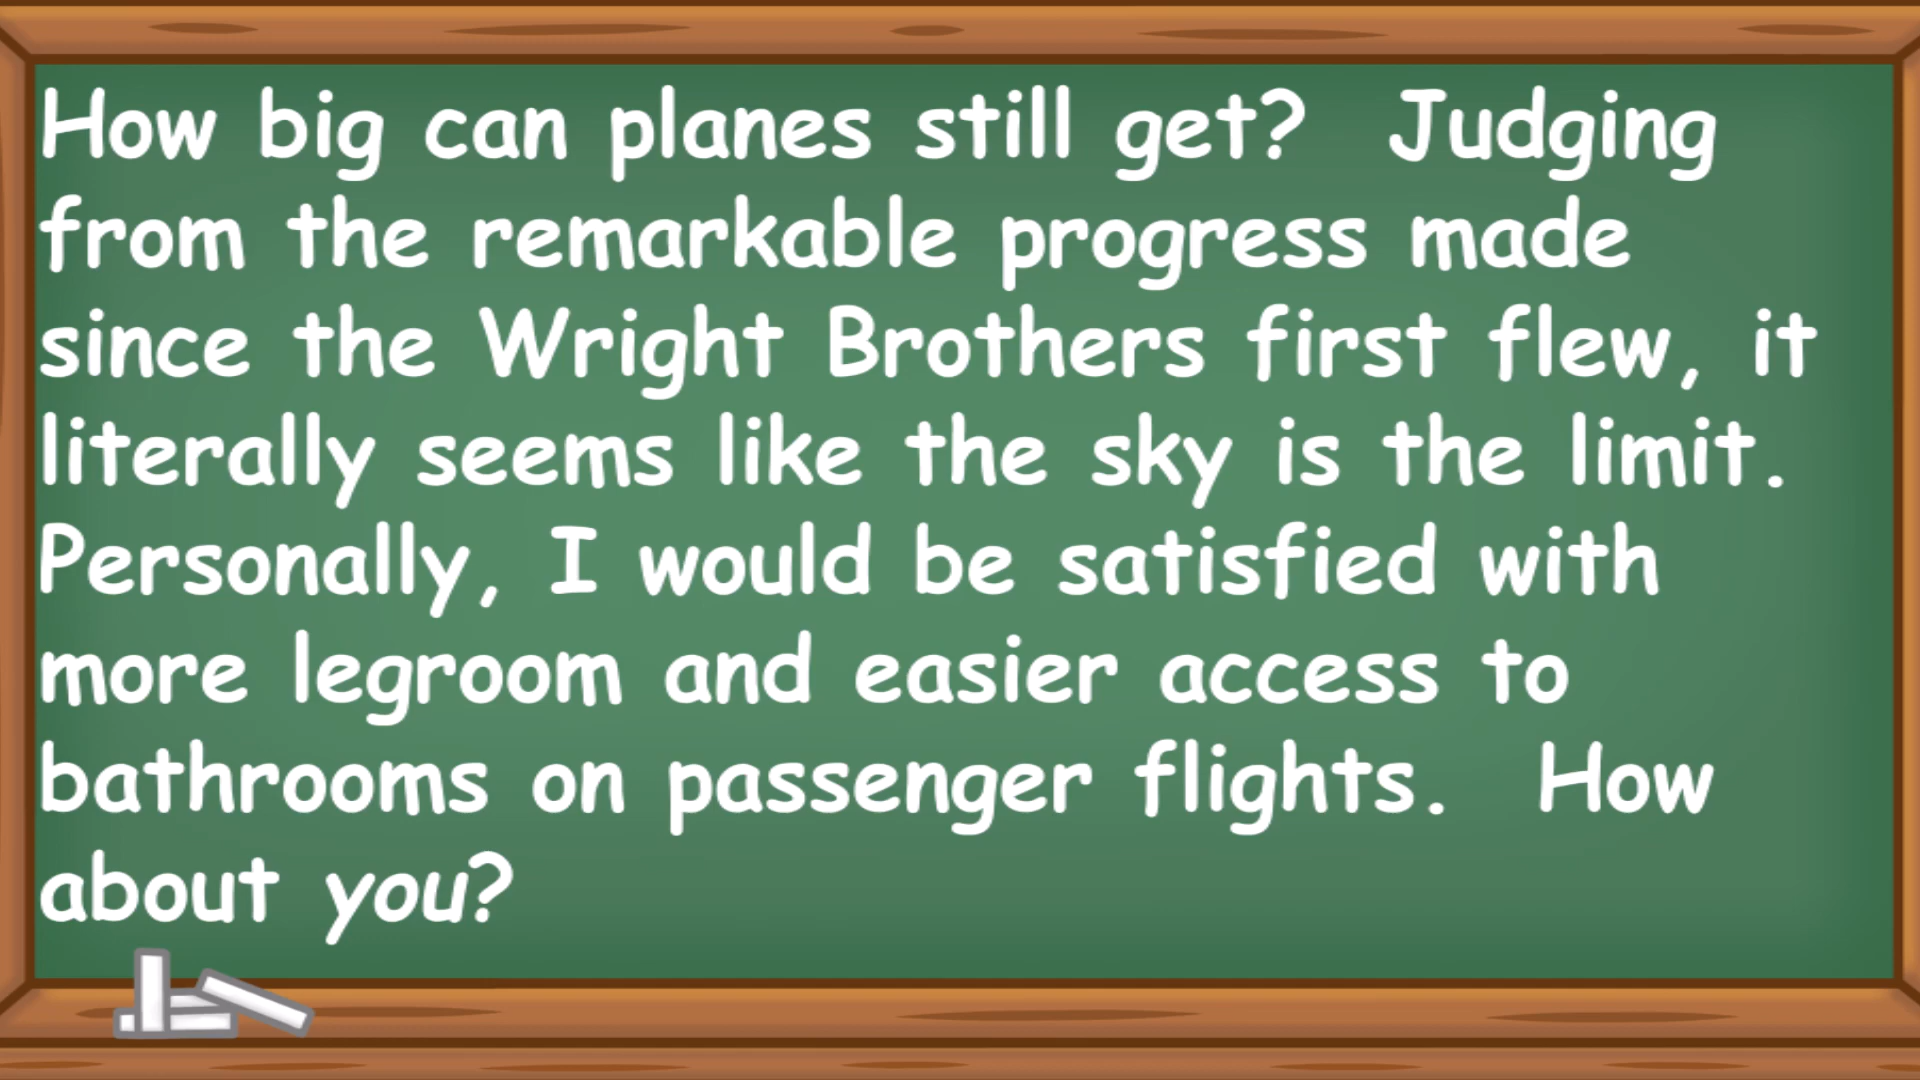 How big can planes still get? Judging
from the remarkable progress made
since the Wright Brothers first flew, it
literally seems like the sky is the limit.
Personally, I would be satisfied with
more legroom and easier access to
bathrooms on passenger flights. How
about you?